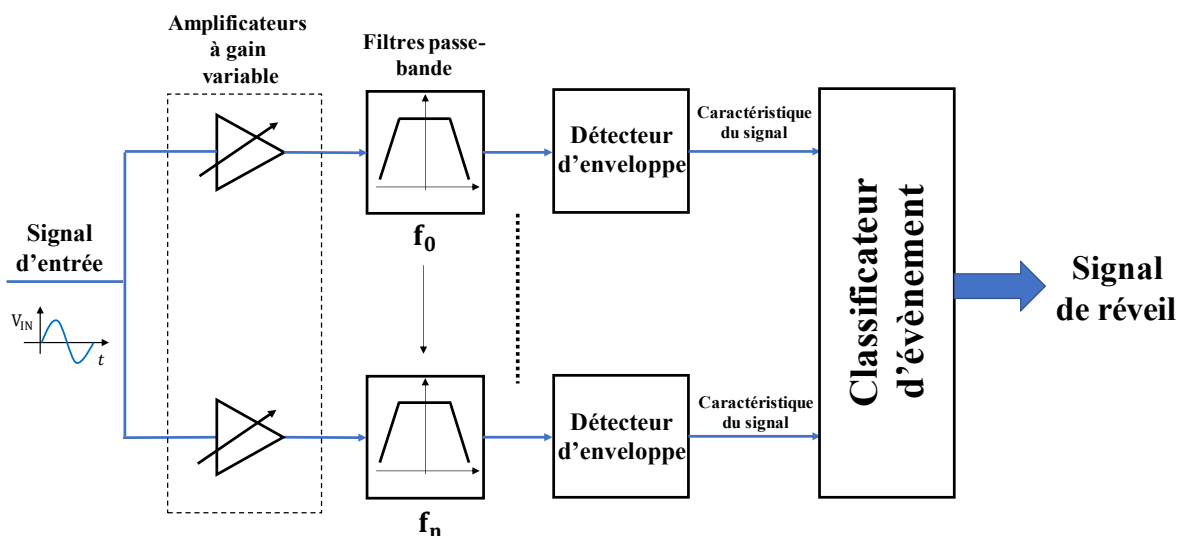 Amplificateurs
à gain
variable
Filtres passe-
bande
Détecteur
d'enveloppe
Caractéristique
du signal
f₀
Signal
d'entrée
V_IN
t
Classificateur
d'évènement
Signal
de réveil
Détecteur
d'enveloppe
Caractéristique
du signal
fₙ